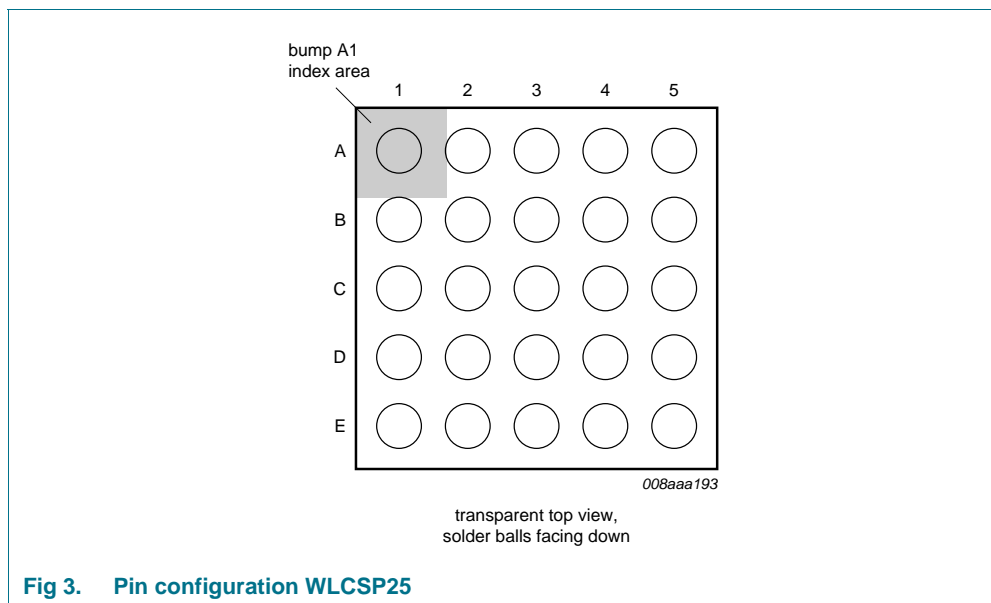 bump A1
index area
1 2 3 4 5
A
B
C
D
E
008aaa193
transparent top view,
solder balls facing down
Fig 3. Pin configuration WLCSP25